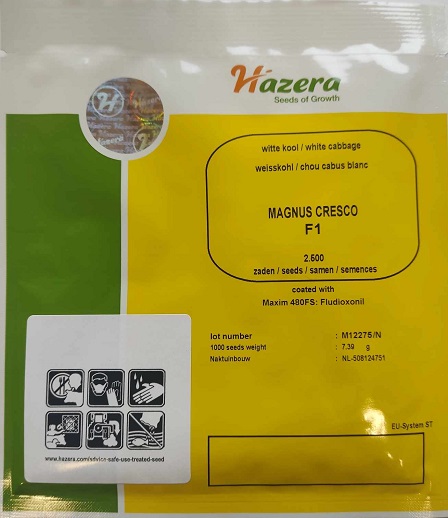 Hazera
Seeds of Growth
witte kool / white cabbage
weisskohl / chou cabus blanc
MAGNUS CRESCO
F1
2.500
zaden / seeds / samen / semences
coated with
Maxim 480FS: Fludioxonil
lot number : M12275/N
1000 seeds weight : 7.39 g
Naktuinbouw : NL-508124751
EU-System ST
www.hazera.com/advice-safe-use-treated-seed